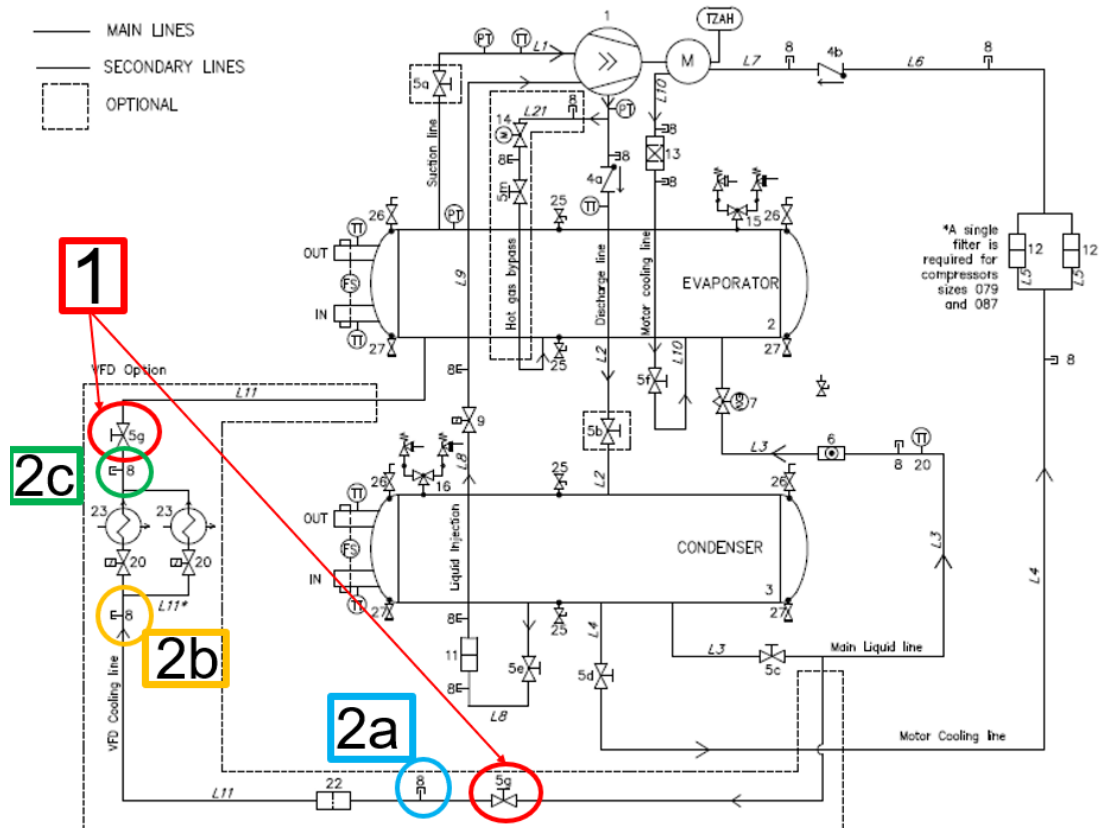 MAIN LINES
SECONDARY LINES
OPTIONAL
1
TZAH
PT
TT
L1
M
L7
8
4b
L6
8
5a
Suction line
L21
8
PT
L10
14
M
8
8
8
13
8
5m
4a
TT
25
15
26
TT
PT
26
OUT
FS
IN
TT
L9
Hot gas bypass
Discharge line
Motor cooling line
EVAPORATOR
2
*A single
filter is
required for
compressors
sizes 079
and 087
12
12
L5
L5
27
25
27
8
L2
L10
8
5f
7
1
VFD Option
L11
5g
2c
8
9
L8
5b
L3
6
8
TT
20
16
25
26
TT
L2
26
23
23
OUT
FS
IN
TT
Liquid Injection
CONDENSER
3
20
20
L3
L4
8
L11*
27
8
25
27
2b
11
8
5e
L4
5d
L3
5c
Main Liquid line
L8
VFD Cooling line
2a
Motor Cooling line
8
5g
L11
22